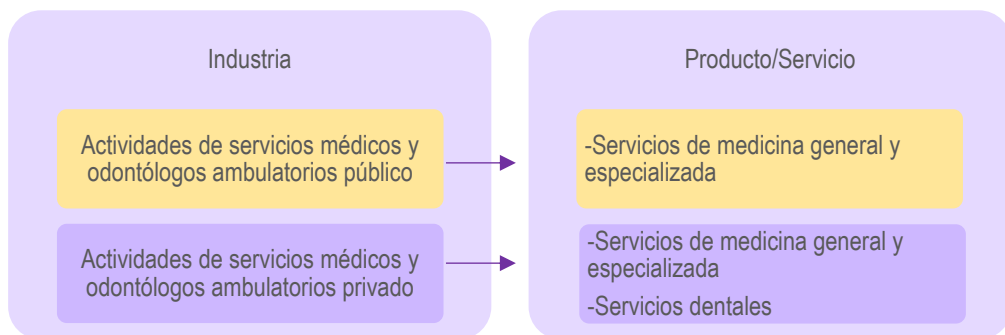 Industria
Producto/Servicio
Actividades de servicios médicos y
odontólogos ambulatorios público
-Servicios de medicina general y
especializada
Actividades de servicios médicos y
odontólogos ambulatorios privado
-Servicios de medicina general y
especializada
-Servicios dentales